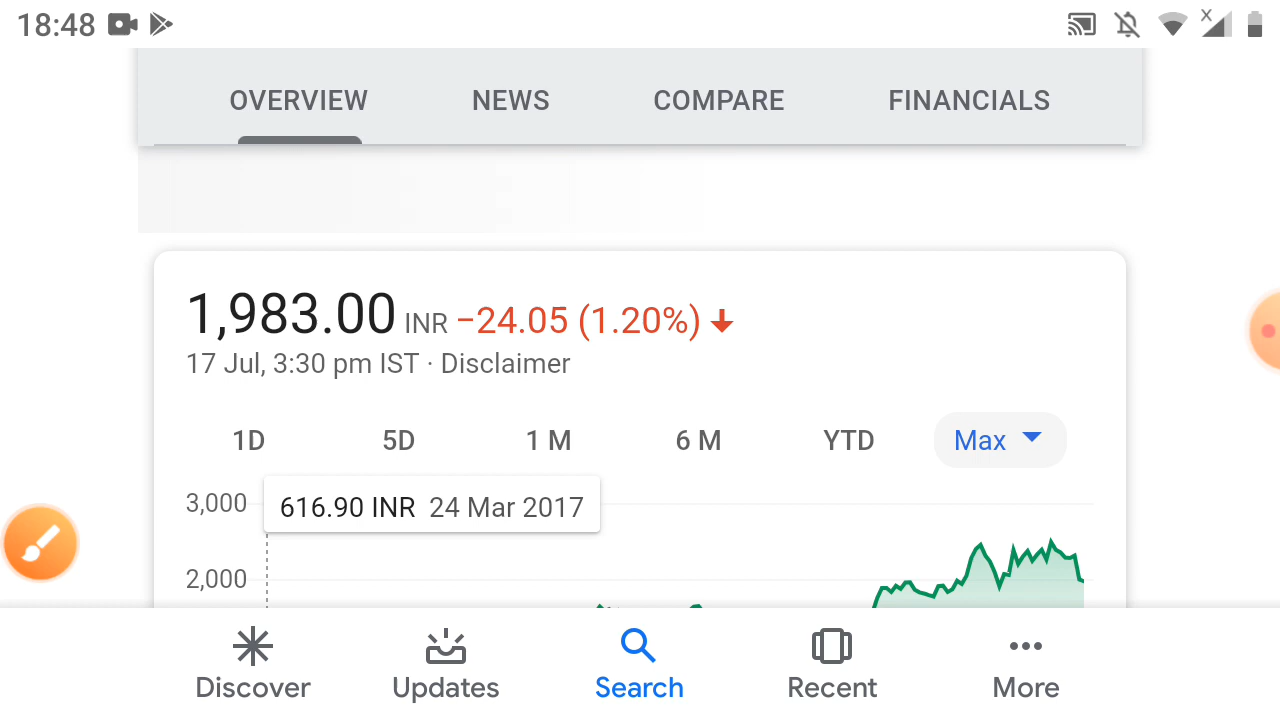 18:48
X
OVERVIEW NEWS COMPARE FINANCIALS
1,983.00 INR −24.05 (1.20%)
17 Jul, 3:30 pm IST · Disclaimer
1D 5D 1 M 6 M YTD Max
3,000 616.90 INR 24 Mar 2017
2,000
Discover Updates Search Recent More